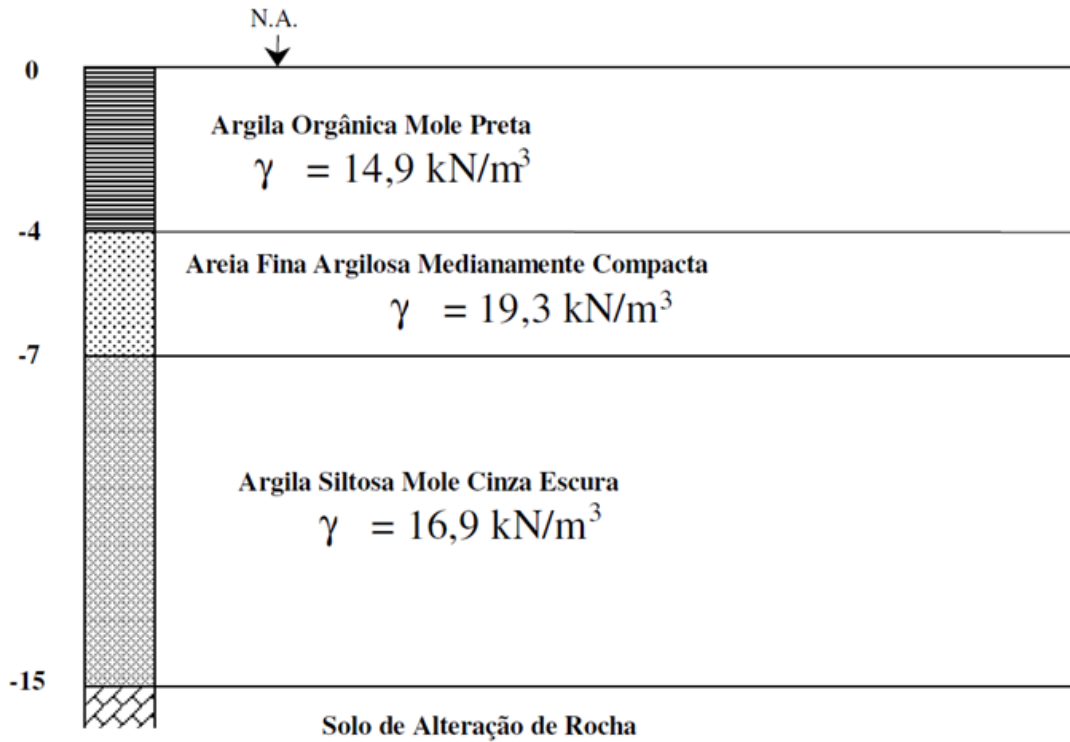 N.A.
0
Argila Orgânica Mole Preta
γ = 14,9 kN/m³
-4
Areia Fina Argilosa Medianamente Compacta
γ = 19,3 kN/m³
-7
Argila Siltosa Mole Cinza Escura
γ = 16,9 kN/m³
-15
Solo de Alteração de Rocha